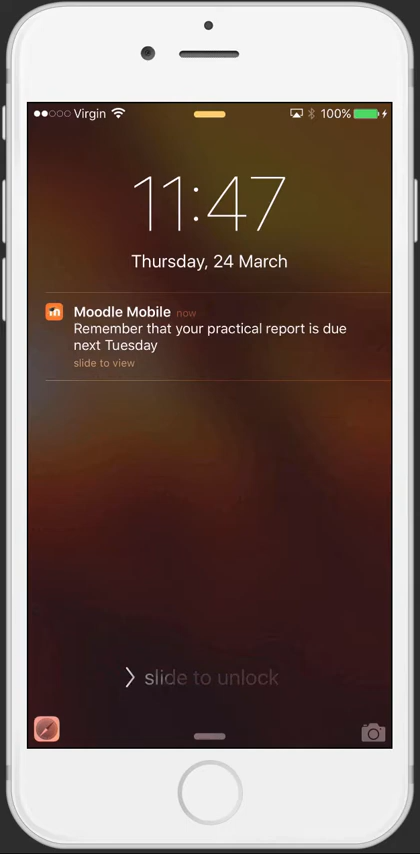 Virgin 100%
11:47
Thursday, 24 March
Moodle Mobile now
Remember that your practical report is due
next Tuesday
slide to view
slide to unlock